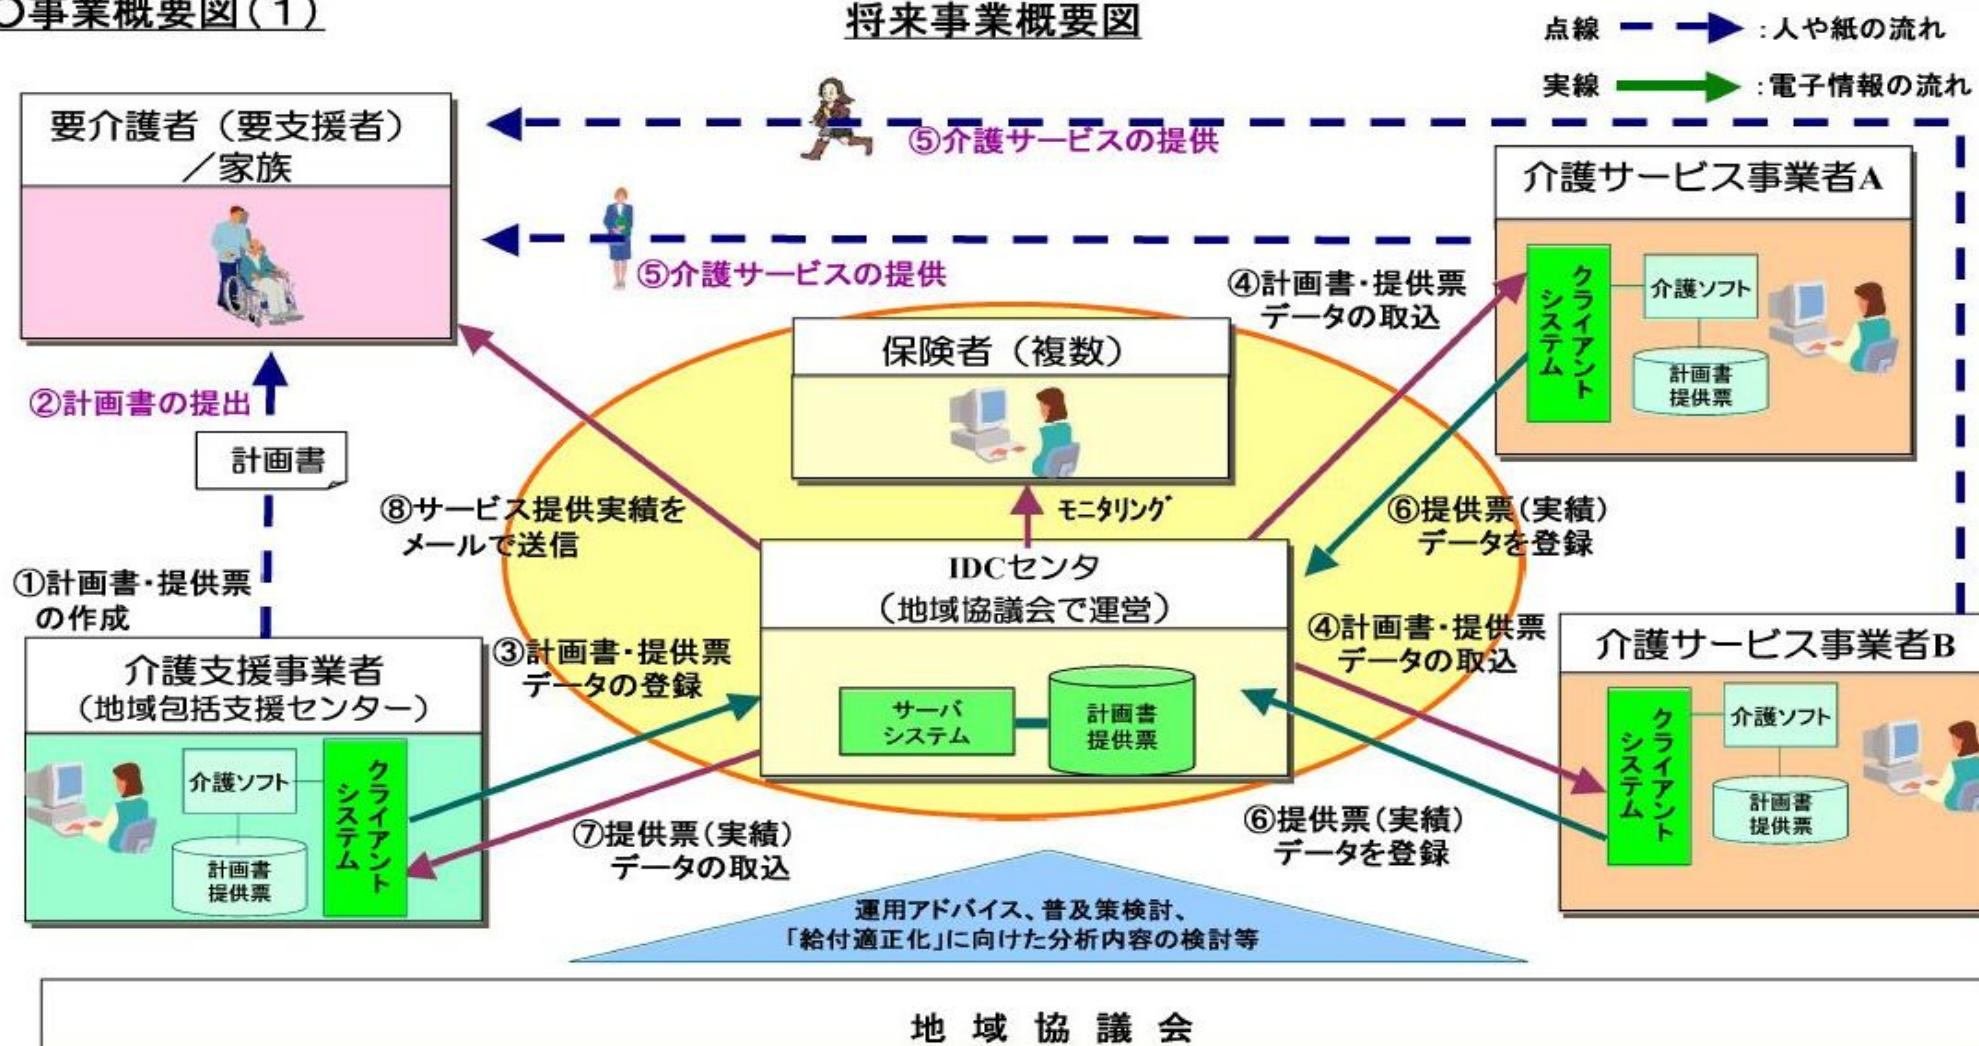 〇事業概要図(1)
将来事業概要図
点線 :人や紙の流れ
実線 :電子情報の流れ
要介護者(要支援者)
/家族
⑤介護サービスの提供
⑤介護サービスの提供
介護サービス事業者A
クライアント
システム
介護ソフト
計画書
提供票
④計画書・提供票
データの取込
保険者(複数)
②計画書の提出
計画書
⑧サービス提供実績を
メールで送信
モニタリング
⑥提供票(実績)
データを登録
IDCセンタ
(地域協議会で運営)
サーバ
システム
計画書
提供票
①計画書・提供票
の作成
介護支援事業者
(地域包括支援センター)
介護ソフト
クライアント
システム
計画書
提供票
③計画書・提供票
データの登録
④計画書・提供票
データの取込
介護サービス事業者B
クライアント
システム
介護ソフト
計画書
提供票
⑦提供票(実績)
データの取込
⑥提供票(実績)
データを登録
運用アドバイス、普及策検討、
「給付適正化」に向けた分析内容の検討等
地域協議会